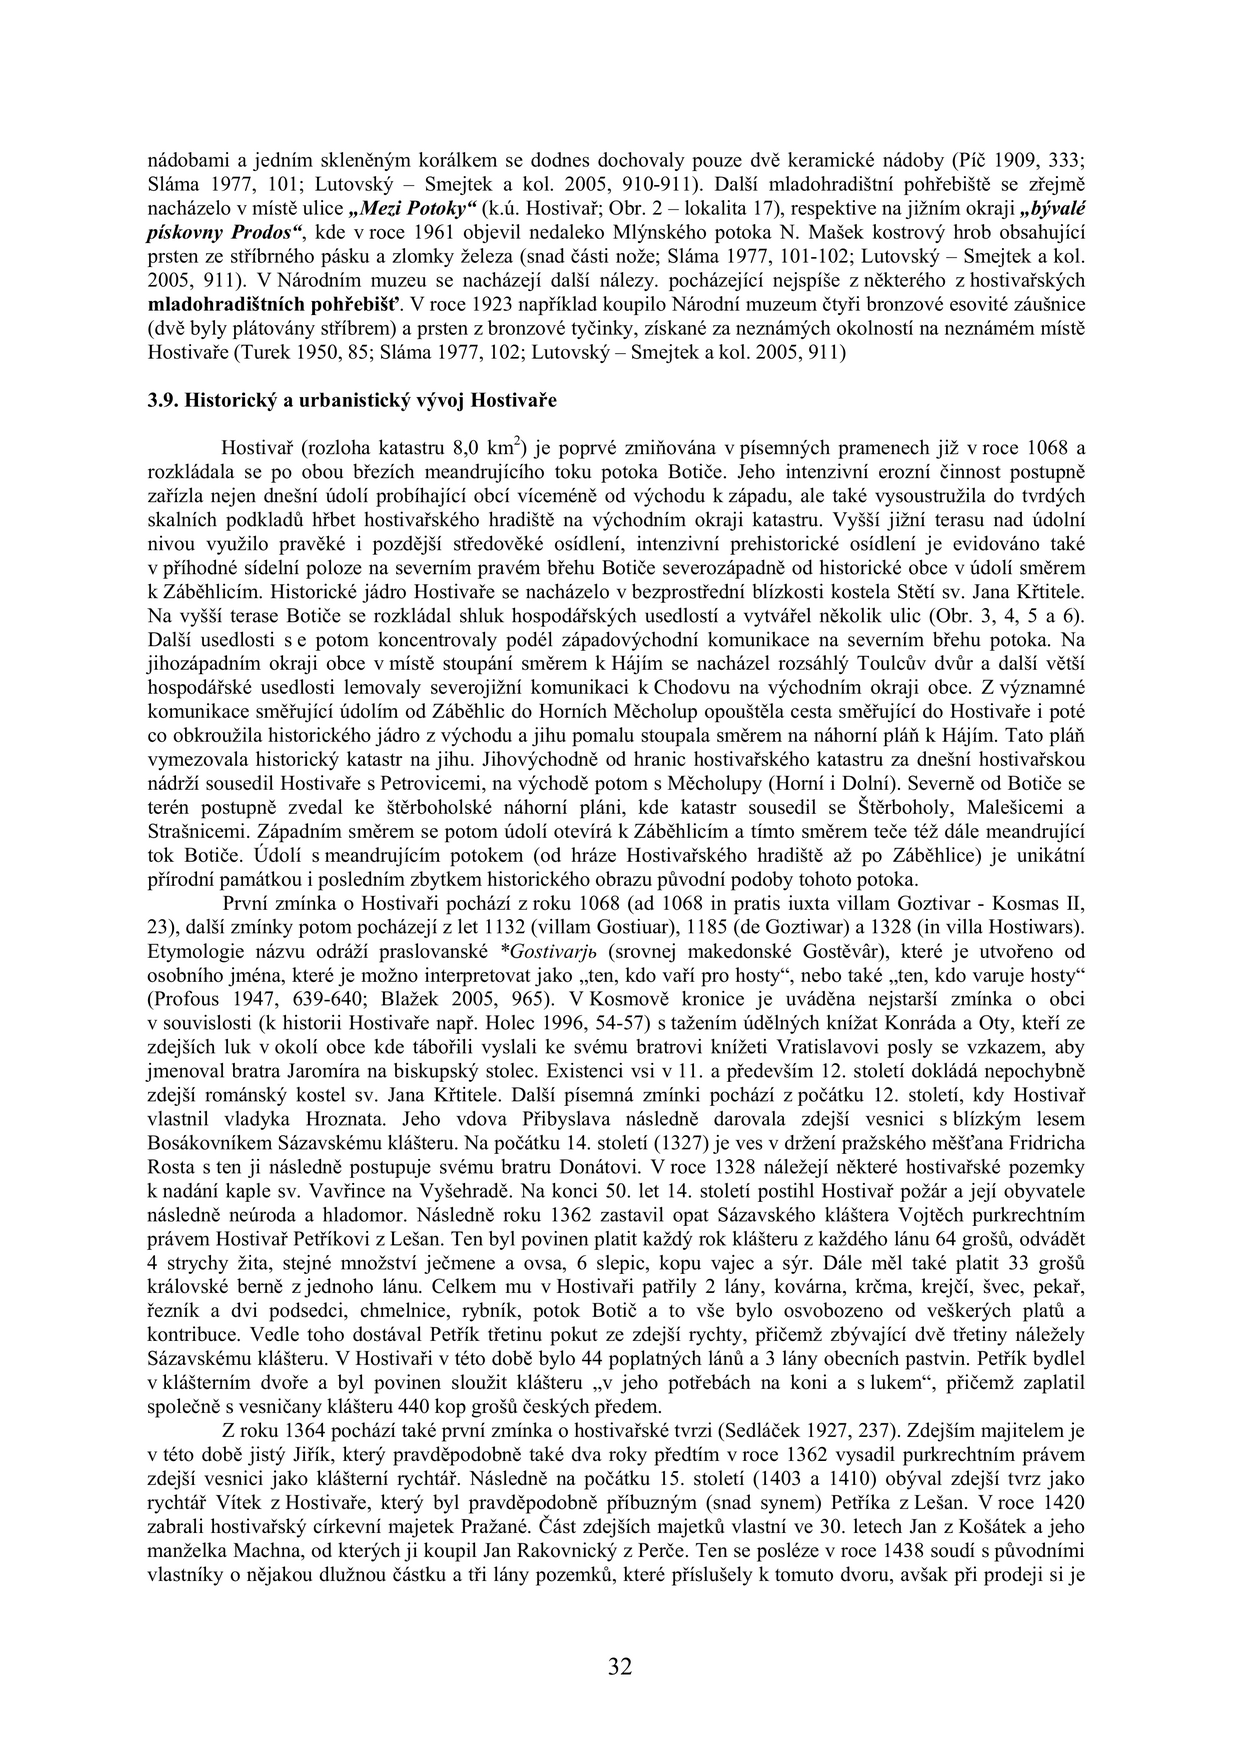 nádobami a jedním skleněným korálkem se dodnes dochovaly pouze dvě keramické nádoby (Píč 1909, 333;
Sláma 1977, 101; Lutovský – Smejtek a kol. 2005, 910-911). Další mladohradištní pohřebiště se zřejmě
nacházelo v místě ulice „Mezi Potoky“ (k.ú. Hostivař; Obr. 2 – lokalita 17), respektive na jižním okraji „bývalé
pískovny Prodos“, kde v roce 1961 objevil nedaleko Mlýnského potoka N. Mašek kostrový hrob obsahující
prsten ze stříbrného pásku a zlomky železa (snad části nože; Sláma 1977, 101-102; Lutovský – Smejtek a kol.
2005, 911). V Národním muzeu se nacházejí další nálezy. pocházející nejspíše z některého z hostivařských
mladohradištních pohřebišť. V roce 1923 například koupilo Národní muzeum čtyři bronzové esovité záušnice
(dvě byly plátovány stříbrem) a prsten z bronzové tyčinky, získané za neznámých okolností na neznámém místě
Hostivaře (Turek 1950, 85; Sláma 1977, 102; Lutovský – Smejtek a kol. 2005, 911)
3.9. Historický a urbanistický vývoj Hostivaře
Hostivař (rozloha katastru 8,0 km²) je poprvé zmiňována v písemných pramenech již v roce 1068 a
rozkládala se po obou březích meandrujícího toku potoka Botiče. Jeho intenzivní erozní činnost postupně
zařízla nejen dnešní údolí probíhající obcí víceméně od východu k západu, ale také vysoustružila do tvrdých
skalních podkladů hřbet hostivařského hradiště na východním okraji katastru. Vyšší jižní terasu nad údolní
nivou využilo pravěké i pozdější středověké osídlení, intenzivní prehistorické osídlení je evidováno také
v příhodné sídelní poloze na severním pravém břehu Botiče severozápadně od historické obce v údolí směrem
k Záběhlicím. Historické jádro Hostivaře se nacházelo v bezprostřední blízkosti kostela Stětí sv. Jana Křtitele.
Na vyšší terase Botiče se rozkládal shluk hospodářských usedlostí a vytvářel několik ulic (Obr. 3, 4, 5 a 6).
Další usedlosti s e potom koncentrovaly podél západovýchodní komunikace na severním břehu potoka. Na
jihozápadním okraji obce v místě stoupání směrem k Hájím se nacházel rozsáhlý Toulcův dvůr a další větší
hospodářské usedlosti lemovaly severojižní komunikaci k Chodovu na východním okraji obce. Z významné
komunikace směřující údolím od Záběhlic do Horních Měcholup opouštěla cesta směřující do Hostivaře i poté
co obkroužila historického jádro z východu a jihu pomalu stoupala směrem na náhorní pláň k Hájím. Tato pláň
vymezovala historický katastr na jihu. Jihovýchodně od hranic hostivařského katastru za dnešní hostivařskou
nádrží sousedil Hostivaře s Petrovicemi, na východě potom s Měcholupy (Horní i Dolní). Severně od Botiče se
terén postupně zvedal ke štěrboholské náhorní pláni, kde katastr sousedil se Štěrboholy, Malešicemi a
Strašnicemi. Západním směrem se potom údolí otevírá k Záběhlicím a tímto směrem teče též dále meandrující
tok Botiče. Údolí s meandrujícím potokem (od hráze Hostivařského hradiště až po Záběhlice) je unikátní
přírodní památkou i posledním zbytkem historického obrazu původní podoby tohoto potoka.
První zmínka o Hostivaři pochází z roku 1068 (ad 1068 in pratis iuxta villam Goztivar - Kosmas II,
23), další zmínky potom pocházejí z let 1132 (villam Gostiuar), 1185 (de Goztiwar) a 1328 (in villa Hostiwars).
Etymologie názvu odráží praslovanské *Gostivarjь (srovnej makedonské Gostěvâr), které je utvořeno od
osobního jména, které je možno interpretovat jako „ten, kdo vaří pro hosty“, nebo také „ten, kdo varuje hosty“
(Profous 1947, 639-640; Blažek 2005, 965). V Kosmově kronice je uváděna nejstarší zmínka o obci
v souvislosti (k historii Hostivaře např. Holec 1996, 54-57) s tažením údělných knížat Konráda a Oty, kteří ze
zdejších luk v okolí obce kde tábořili vyslali ke svému bratrovi knížeti Vratislavovi posly se vzkazem, aby
jmenoval bratra Jaromíra na biskupský stolec. Existenci vsi v 11. a především 12. století dokládá nepochybně
zdejší románský kostel sv. Jana Křtitele. Další písemná zmínki pochází z počátku 12. století, kdy Hostivař
vlastnil vladyka Hroznata. Jeho vdova Přibyslava následně darovala zdejší vesnici s blízkým lesem
Bosákovníkem Sázavskému klášteru. Na počátku 14. století (1327) je ves v držení pražského měšťana Fridricha
Rosta s ten ji následně postupuje svému bratru Donátovi. V roce 1328 náležejí některé hostivařské pozemky
k nadání kaple sv. Vavřince na Vyšehradě. Na konci 50. let 14. století postihl Hostivař požár a její obyvatele
následně neúroda a hladomor. Následně roku 1362 zastavil opat Sázavského kláštera Vojtěch purkrechtním
právem Hostivař Petříkovi z Lešan. Ten byl povinen platit každý rok klášteru z každého lánu 64 grošů, odvádět
4 strychy žita, stejné množství ječmene a ovsa, 6 slepic, kopu vajec a sýr. Dále měl také platit 33 grošů
královské berně z jednoho lánu. Celkem mu v Hostivaři patřily 2 lány, kovárna, krčma, krejčí, švec, pekař,
řezník a dvi podsedci, chmelnice, rybník, potok Botič a to vše bylo osvobozeno od veškerých platů a
kontribuce. Vedle toho dostával Petřík třetinu pokut ze zdejší rychty, přičemž zbývající dvě třetiny náležely
Sázavskému klášteru. V Hostivaři v této době bylo 44 poplatných lánů a 3 lány obecních pastvin. Petřík bydlel
v klášterním dvoře a byl povinen sloužit klášteru „v jeho potřebách na koni a s lukem“, přičemž zaplatil
společně s vesničany klášteru 440 kop grošů českých předem.
Z roku 1364 pochází také první zmínka o hostivařské tvrzi (Sedláček 1927, 237). Zdejším majitelem je
v této době jistý Jiřík, který pravděpodobně také dva roky předtím v roce 1362 vysadil purkrechtním právem
zdejší vesnici jako klášterní rychtář. Následně na počátku 15. století (1403 a 1410) obýval zdejší tvrz jako
rychtář Vítek z Hostivaře, který byl pravděpodobně příbuzným (snad synem) Petříka z Lešan. V roce 1420
zabrali hostivařský církevní majetek Pražané. Část zdejších majetků vlastní ve 30. letech Jan z Košátek a jeho
manželka Machna, od kterých ji koupil Jan Rakovnický z Perče. Ten se posléze v roce 1438 soudí s původními
vlastníky o nějakou dlužnou částku a tři lány pozemků, které příslušely k tomuto dvoru, avšak při prodeji si je
32